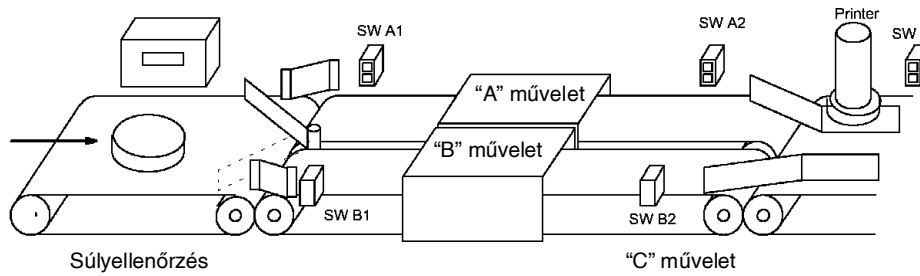 SW A1
SW A2
Printer
SW
“A” művelet
“B” művelet
SW B1
SW B2
Súlyellenőrzés
“C” művelet